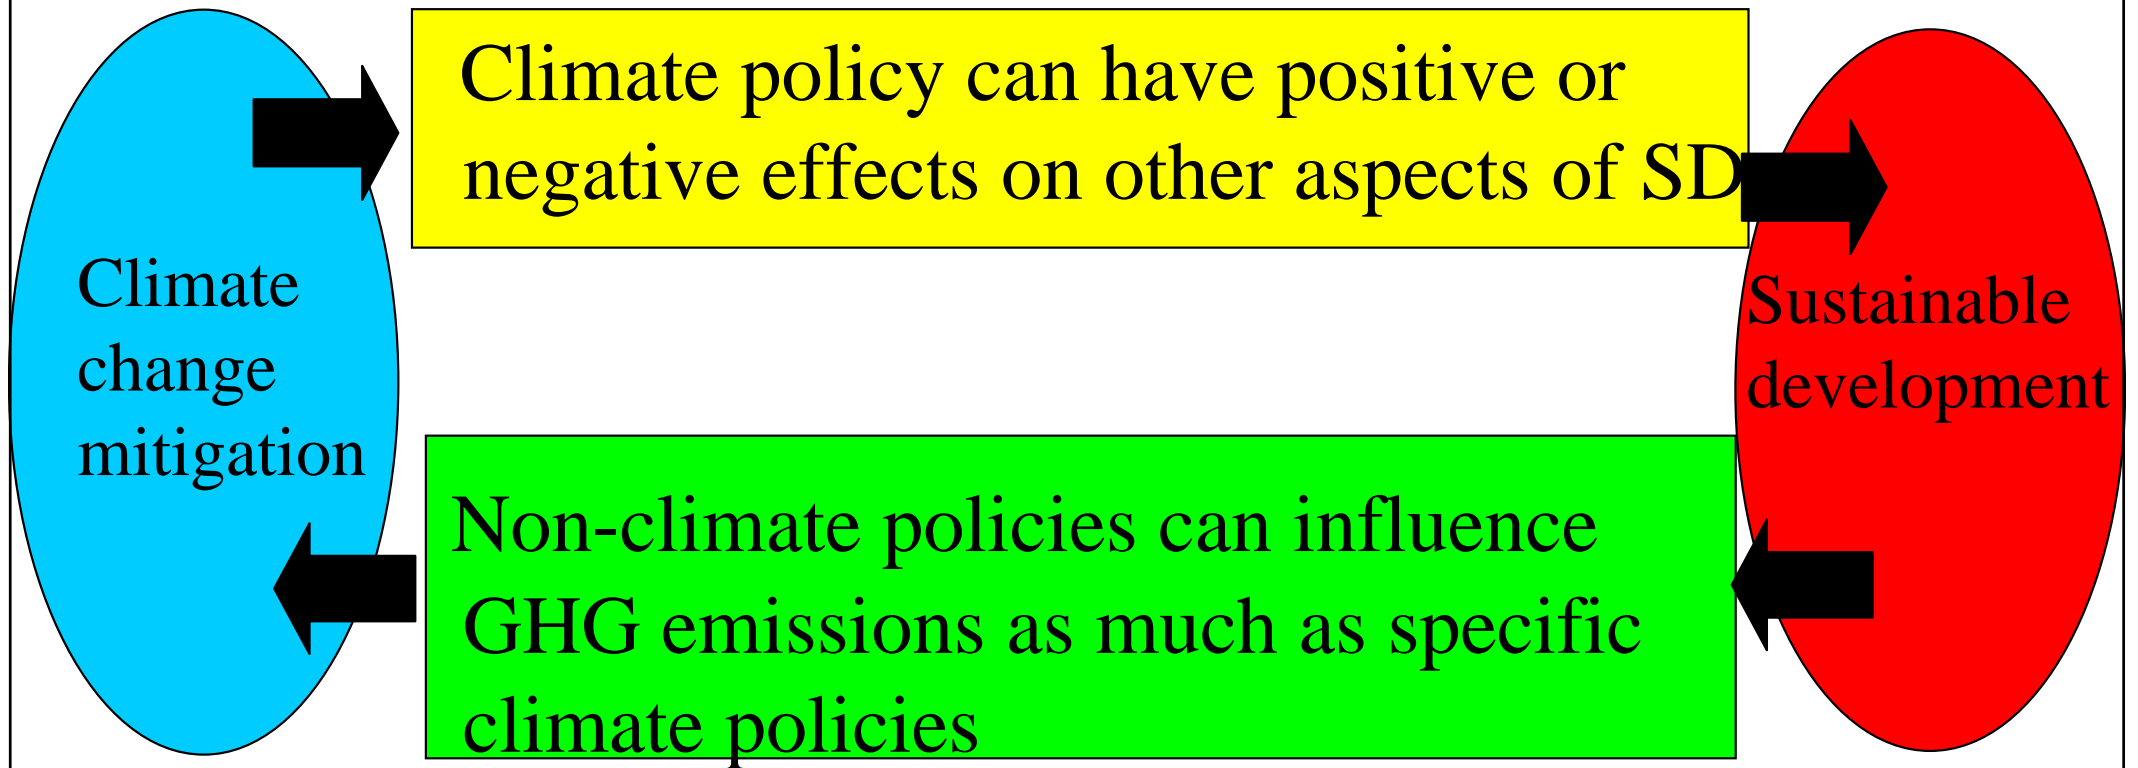 Climate policy can have positive or
negative effects on other aspects of SD
Climate
change
mitigation
Sustainable
development
Non-climate policies can influence
GHG emissions as much as specific
climate policies